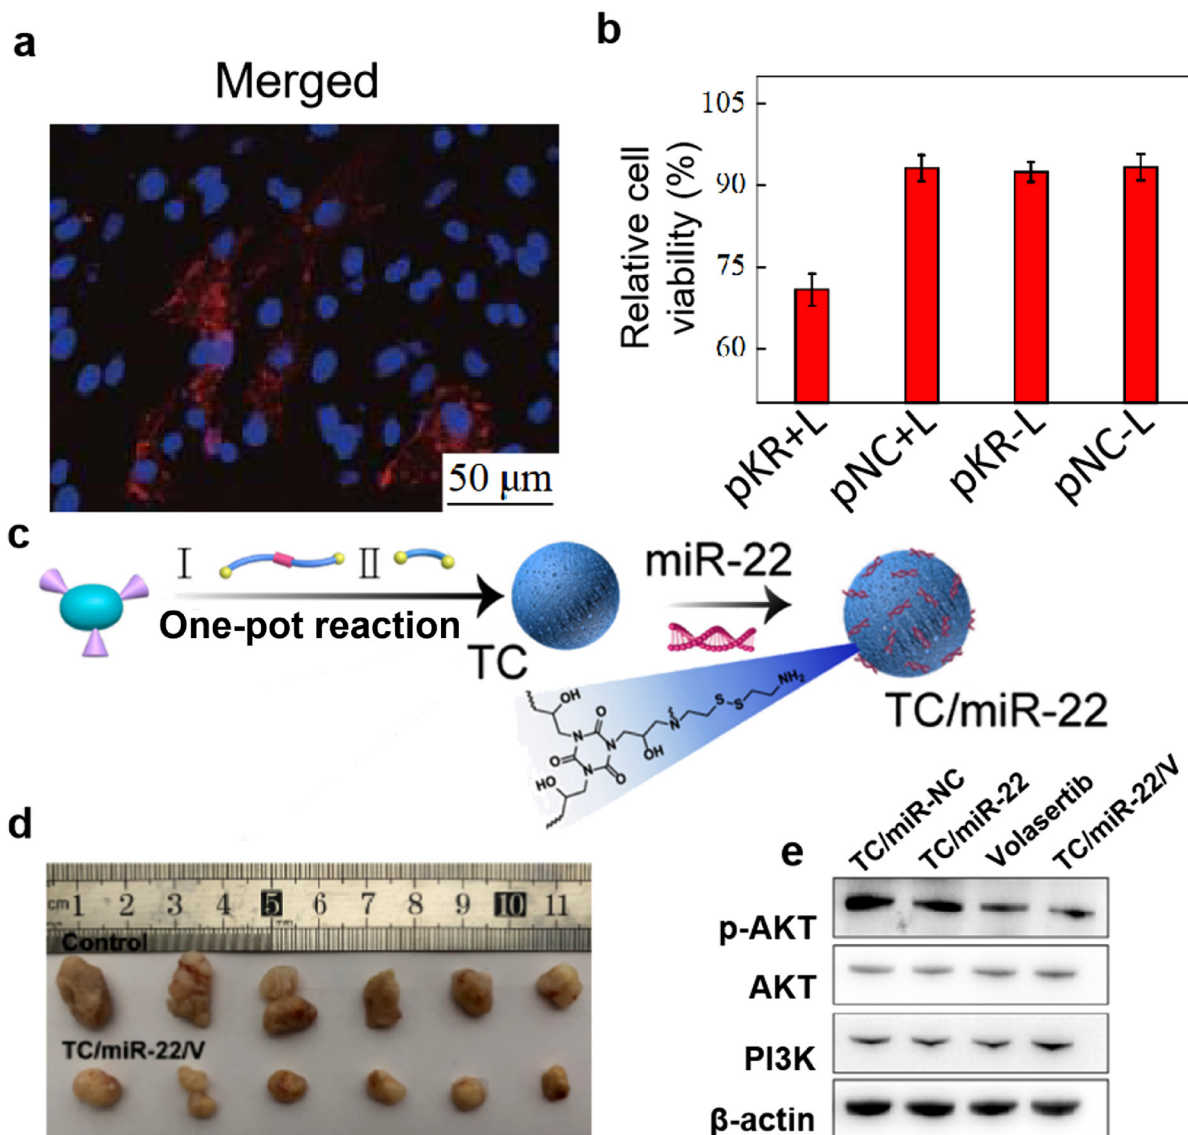 a
Merged
50 μm
b
Relative cell
viability (%)
105
90
75
60
pKR+L
pNC+L
pKR-L
pNC-L
c
I
II
One-pot reaction
TC
miR-22
TC/miR-22
OH
O
O
N
N
N
O
OH
HO
N
S
S
NH2
d
cm 1 2 3 4 5 6 7 8 9 10 11
Control
TC/miR-22/V
e
TC/miR-NC
TC/miR-22
Volasertib
TC/miR-22/V
p-AKT
AKT
PI3K
β-actin